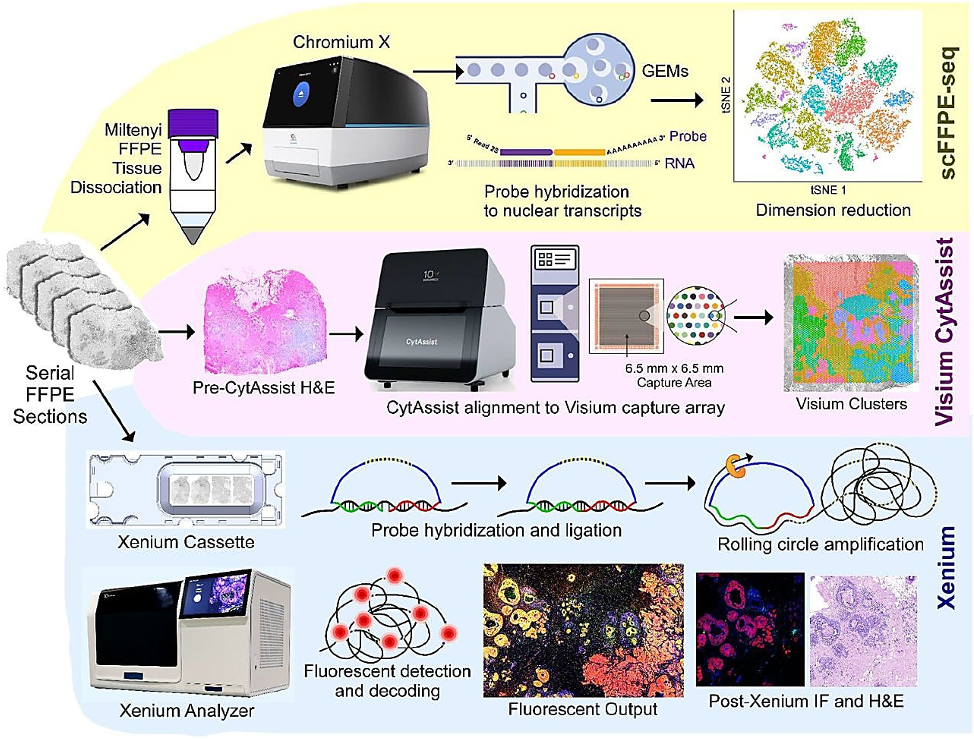 Chromium X
GEMs
Miltenyi
FFPE
Tissue
Dissociation
5' Read 2S
AAAAAAAAA 3'
Probe
3'
5'
RNA
Probe hybridization
to nuclear transcripts
tSNE 2
tSNE 1
Dimension reduction
scFFPE-seq
Serial
FFPE
Sections
Pre-CytAssist H&E
10
CytAssist
6.5 mm x 6.5 mm
Capture Area
CytAssist alignment to Visium capture array
Visium Clusters
Visium CytAssist
Xenium Cassette
Probe hybridization and ligation
Rolling circle amplification
Xenium Analyzer
Fluorescent detection
and decoding
Fluorescent Output
Post-Xenium IF and H&E
Xenium